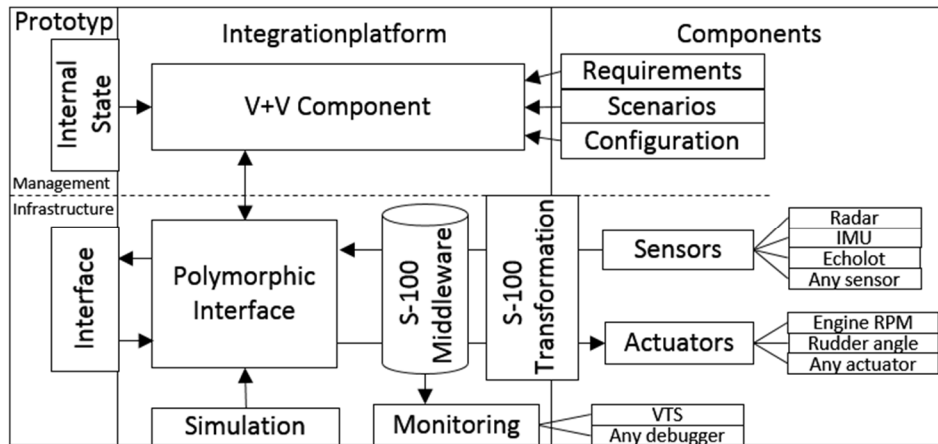 Prototyp
Integrationplatform
Components
Internal
State
V+V Component
Requirements
Scenarios
Configuration
Management
Infrastructure
Interface
Polymorphic
Interface
S-100
Middleware
S-100
Transformation
Sensors
Radar
IMU
Echolot
Any sensor
Actuators
Engine RPM
Rudder angle
Any actuator
Simulation
Monitoring
VTS
Any debugger